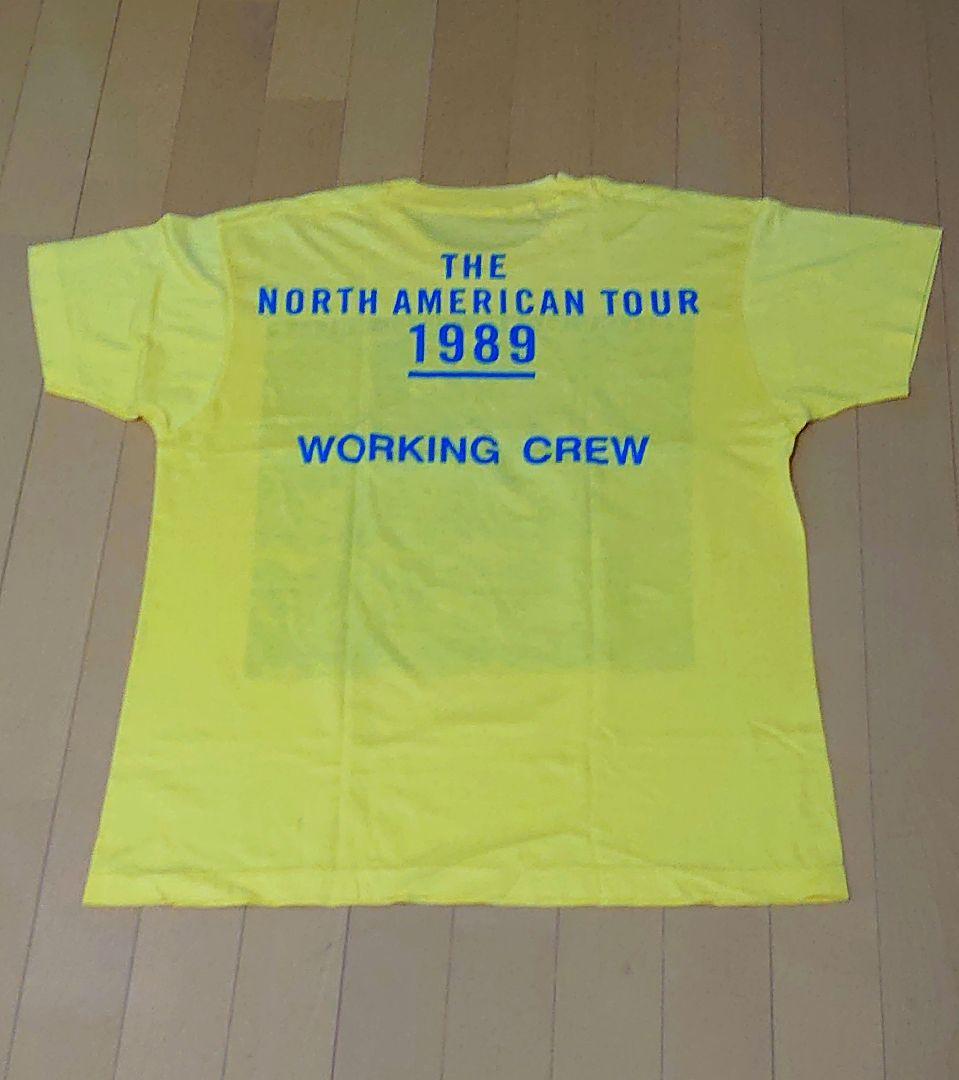 THE
NORTH AMERICAN TOUR
1989
WORKING CREW